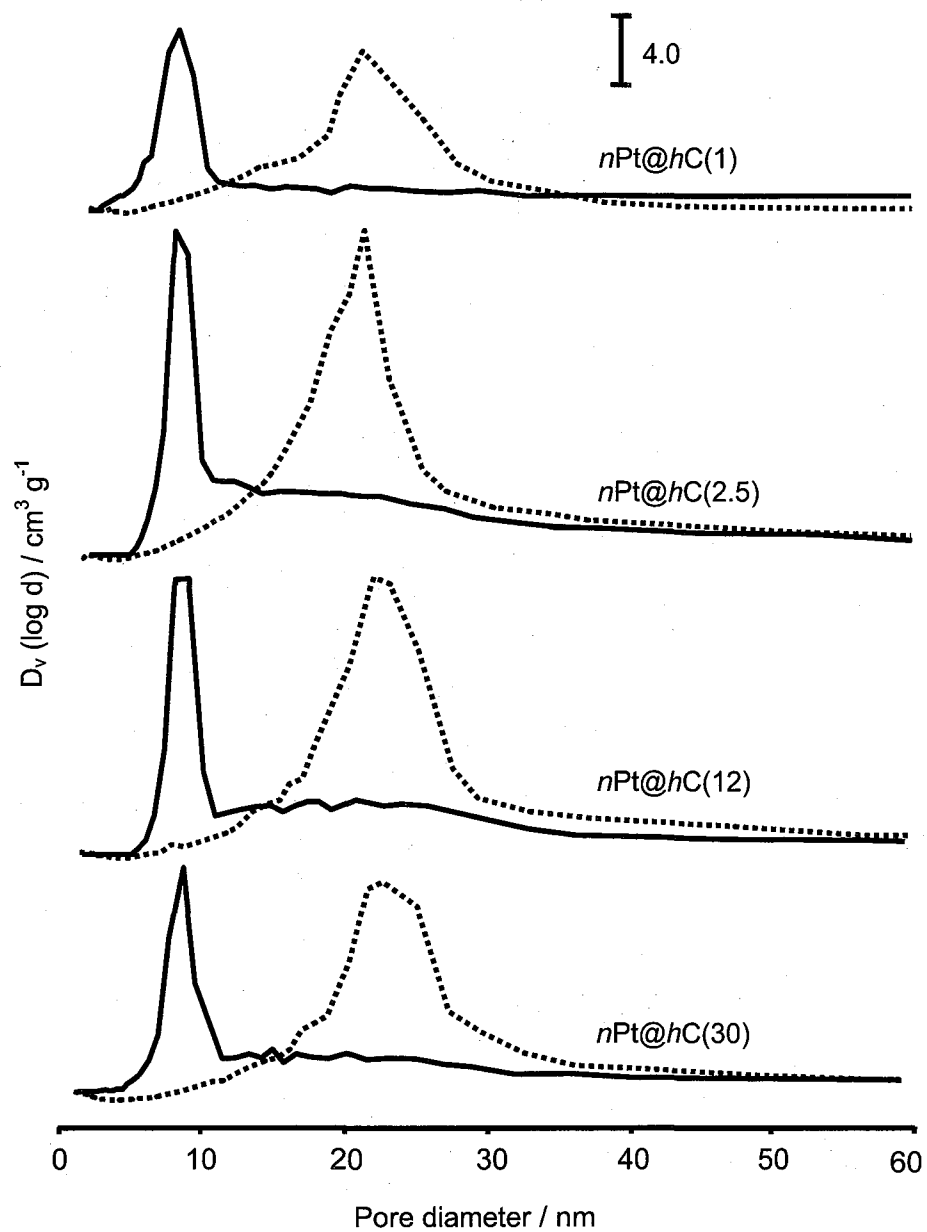 4.0
nPt@hC(1)
nPt@hC(2.5)
nPt@hC(12)
nPt@hC(30)
Dv (log d) / cm³ g⁻¹
0 10 20 30 40 50 60
Pore diameter / nm